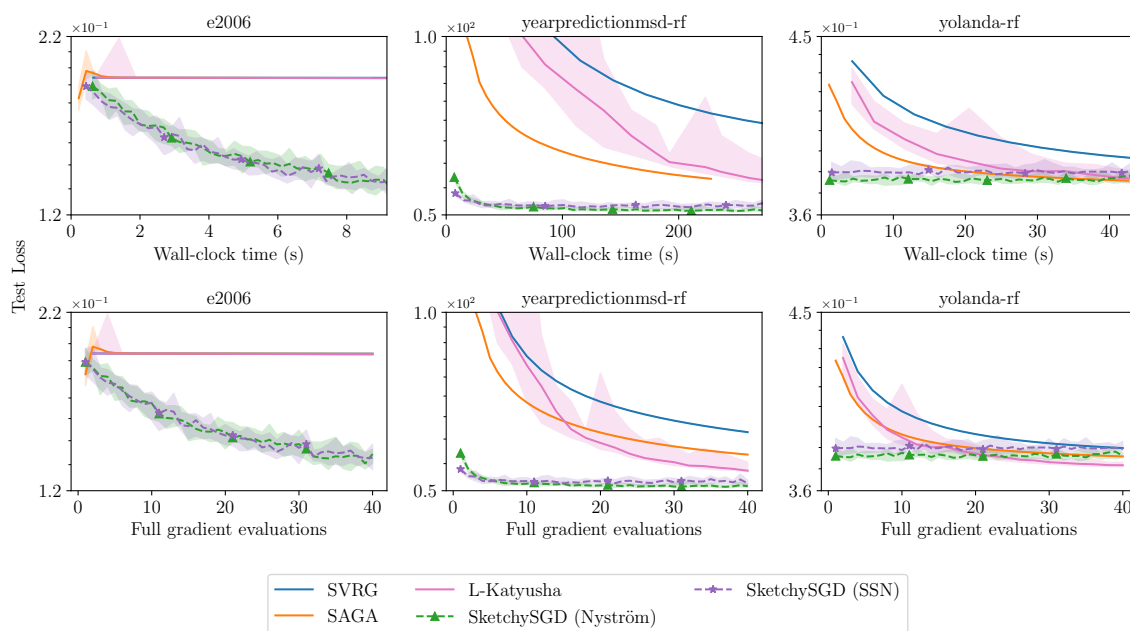 e2006 yearpredictionmsd-rf yolanda-rf
×10⁻¹ ×10² ×10⁻¹
2.2 1.0 4.5
1.2 0.5 3.6
0 2 4 6 8 100 200 0 10 20 30 40
Wall-clock time (s) Wall-clock time (s) Wall-clock time (s)
Test Loss
e2006 yearpredictionmsd-rf yolanda-rf
×10⁻¹ ×10² ×10⁻¹
2.2 1.0 4.5
1.2 0.5 3.6
0 10 20 30 40 0 10 20 30 40 0 10 20 30 40
Full gradient evaluations Full gradient evaluations Full gradient evaluations
SVRG L-Katyusha SketchySGD (SSN)
SAGA SketchySGD (Nyström)